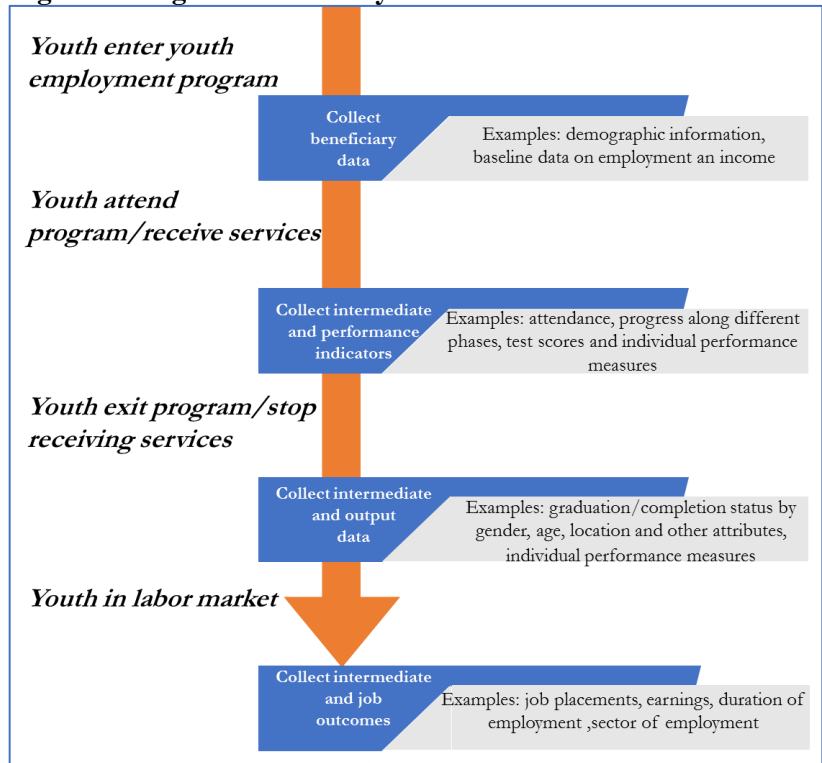 Youth enter youth
employment program
Collect
beneficiary
data
Examples: demographic information,
baseline data on employment an income
Youth attend
program/receive services
Collect intermediate
and performance
indicators
Examples: attendance, progress along different
phases, test scores and individual performance
measures
Youth exit program/stop
receiving services
Collect intermediate
and output
data
Examples: graduation/completion status by
gender, age, location and other attributes,
individual performance measures
Youth in labor market
Collect intermediate
and job
outcomes
Examples: job placements, earnings, duration of
employment ,sector of employment